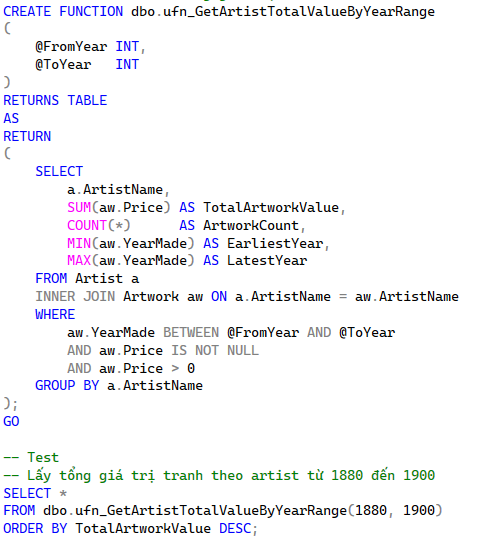 CREATE FUNCTION dbo.ufn_GetArtistTotalValueByYearRange
(
    @FromYear INT,
    @ToYear   INT
)
RETURNS TABLE
AS
RETURN
(
    SELECT
        a.ArtistName,
        SUM(aw.Price) AS TotalArtworkValue,
        COUNT(*)      AS ArtworkCount,
        MIN(aw.YearMade) AS EarliestYear,
        MAX(aw.YearMade) AS LatestYear
    FROM Artist a
    INNER JOIN Artwork aw ON a.ArtistName = aw.ArtistName
    WHERE
        aw.YearMade BETWEEN @FromYear AND @ToYear
        AND aw.Price IS NOT NULL
        AND aw.Price > 0
    GROUP BY a.ArtistName
);
GO

-- Test
-- Lấy tổng giá trị tranh theo artist từ 1880 đến 1900
SELECT *
FROM dbo.ufn_GetArtistTotalValueByYearRange(1880, 1900)
ORDER BY TotalArtworkValue DESC;